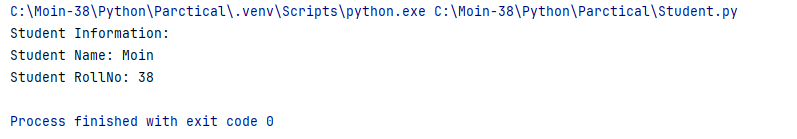 C:\Moin-38\Python\Parctical\.venv\Scripts\python.exe C:\Moin-38\Python\Parctical\Student.py
Student Information:
Student Name: Moin
Student RollNo: 38
Process finished with exit code 0